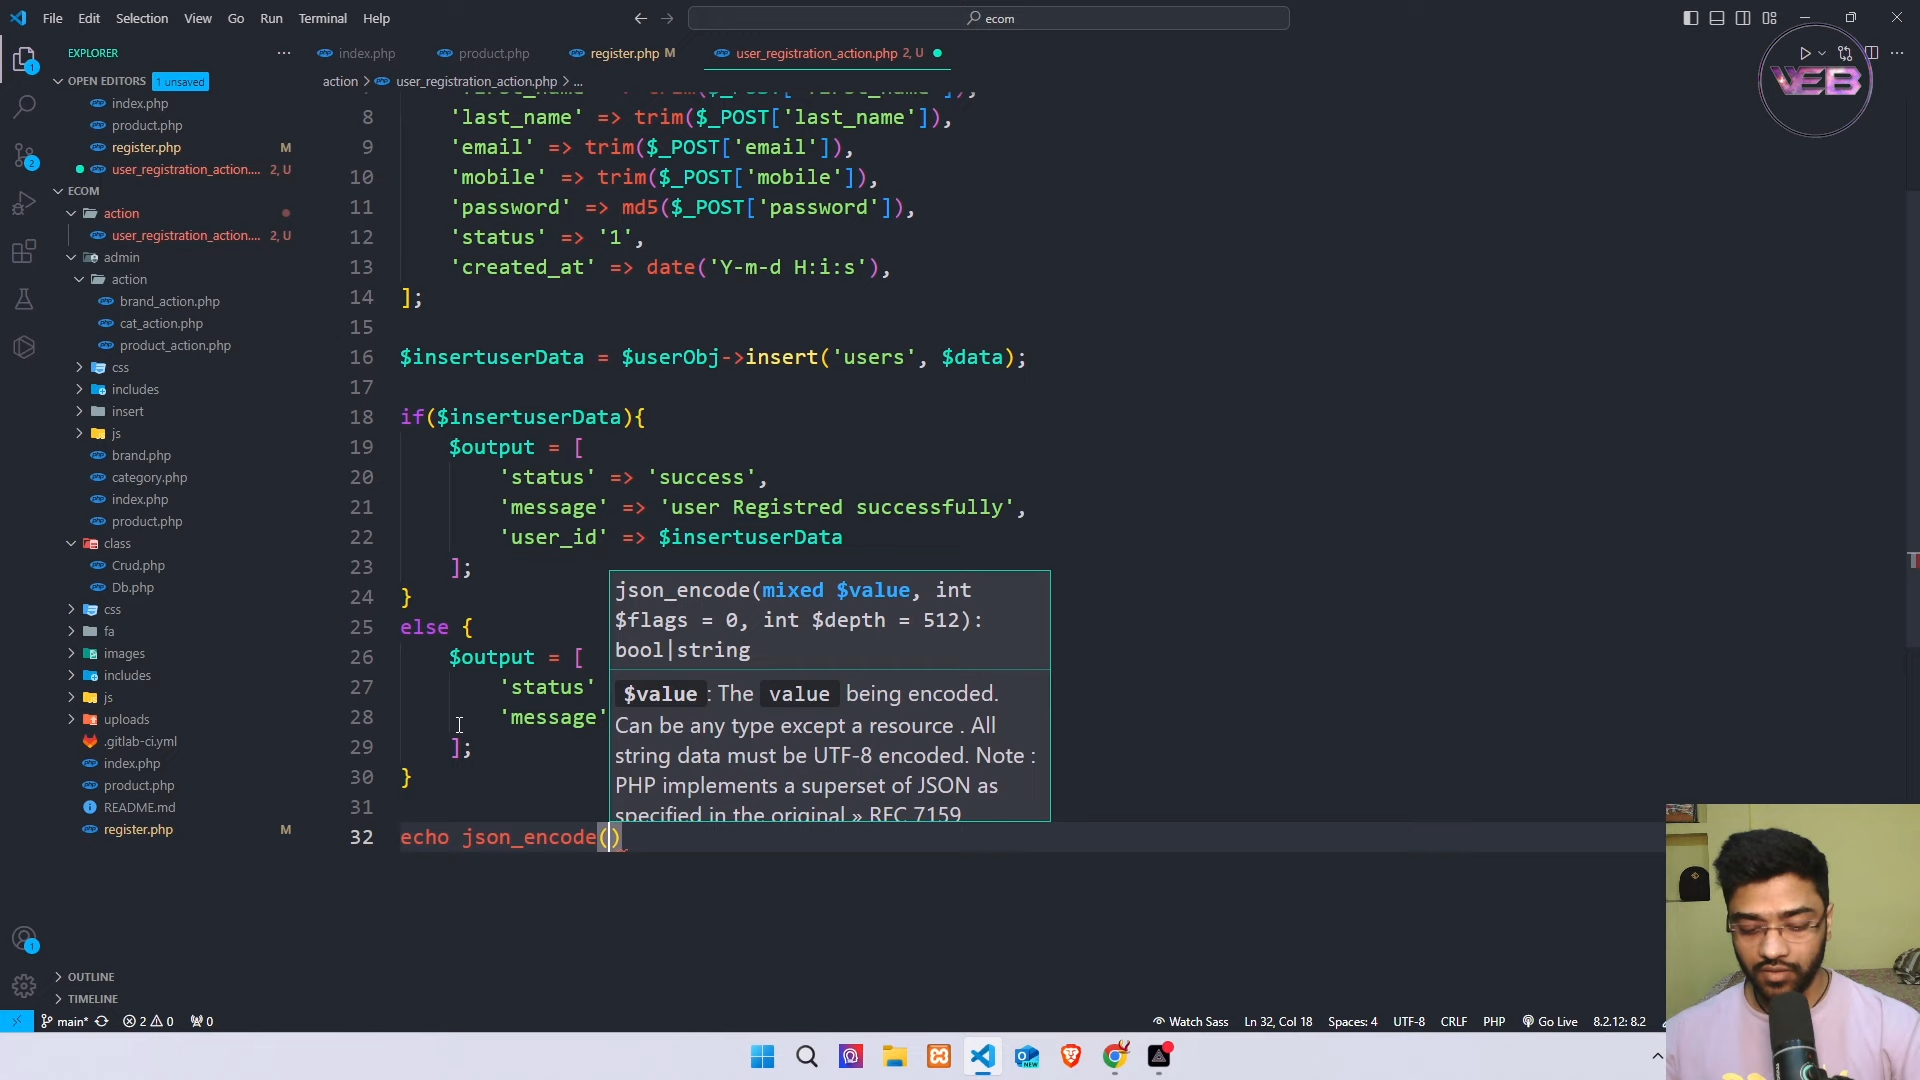 File Edit Selection View Go Run Terminal Help
ecom
EXPLORER
index.php
product.php
register.php M
user_registration_action.php 2, U
OPEN EDITORS 1 unsaved
action > user_registration_action.php > ...
index.php
product.php
register.php M
user_registration_action.... 2, U
ECOM
action
user_registration_action.... 2, U
admin
action
brand_action.php
cat_action.php
product_action.php
css
includes
insert
js
brand.php
category.php
index.php
product.php
class
Crud.php
Db.php
css
fa
images
includes
js
uploads
.gitlab-ci.yml
index.php
product.php
README.md
register.php M
OUTLINE
TIMELINE
8 'last_name' => trim($_POST['last_name']),
9 'email' => trim($_POST['email']),
10 'mobile' => trim($_POST['mobile']),
11 'password' => md5($_POST['password']),
12 'status' => '1',
13 'created_at' => date('Y-m-d H:i:s'),
14 ];
15
16 $insertuserData = $userObj->insert('users', $data);
17
18 if($insertuserData){
19 $output = [
20 'status' => 'success',
21 'message' => 'user Registred successfully',
22 'user_id' => $insertuserData
23 ];
24 }
25 else {
26 $output = [
27 'status'
28 'message'
29 ];
30 }
31
32 echo json_encode()
json_encode(mixed $value, int
$flags = 0, int $depth = 512):
bool|string
$value: The value being encoded.
Can be any type except a resource . All
string data must be UTF-8 encoded. Note :
PHP implements a superset of JSON as
specified in the original » RFC 7159
WEB
main* 2 0 0
Watch Sass Ln 32, Col 18 Spaces: 4 UTF-8 CRLF PHP Go Live 8.2.12: 8.2